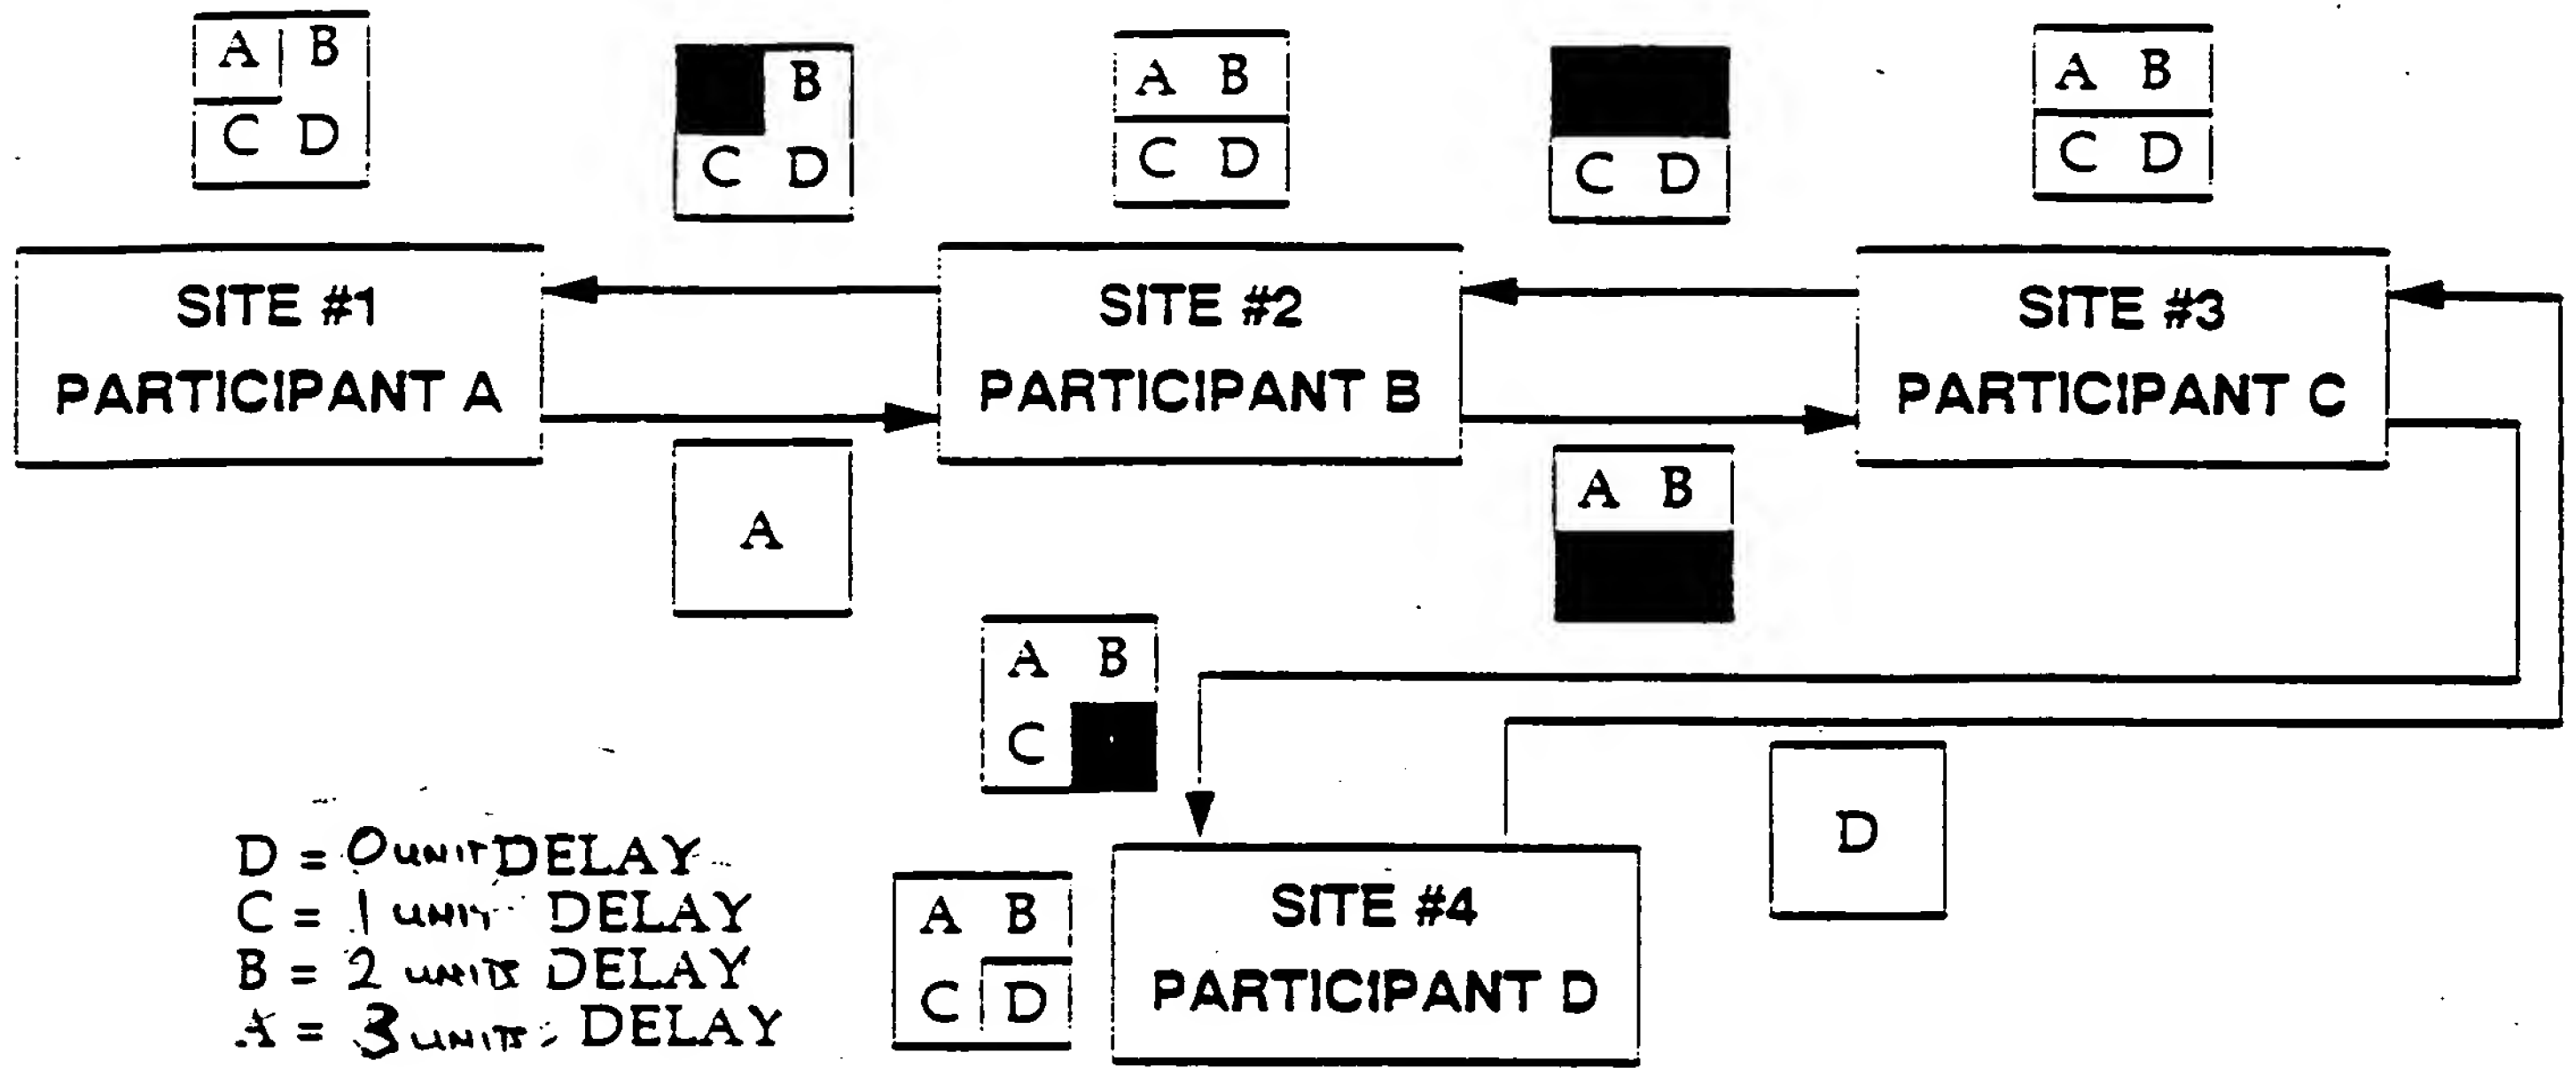 A B
C D
B
C D
A B
C D
C D
A B
C D
SITE #1
PARTICIPANT A
SITE #2
PARTICIPANT B
SITE #3
PARTICIPANT C
A
A B
A B
C
D
A B
C D
SITE #4
PARTICIPANT D
D = 0 UNIT DELAY
C = 1 UNIT DELAY
B = 2 UNITS DELAY
A = 3 UNITS DELAY